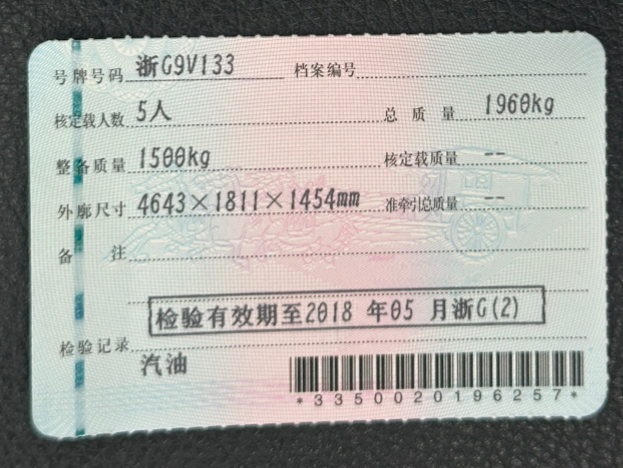 号牌号码 浙G9V133 档案编号
核定载人数 5人 总质量 1960kg
整备质量 1500kg 核定载质量 --
外廓尺寸 4643×1811×1454mm 准牵引总质量 --
备注
检验有效期至2018 年05 月浙G(2)
检验记录
汽油
*3350020196257*